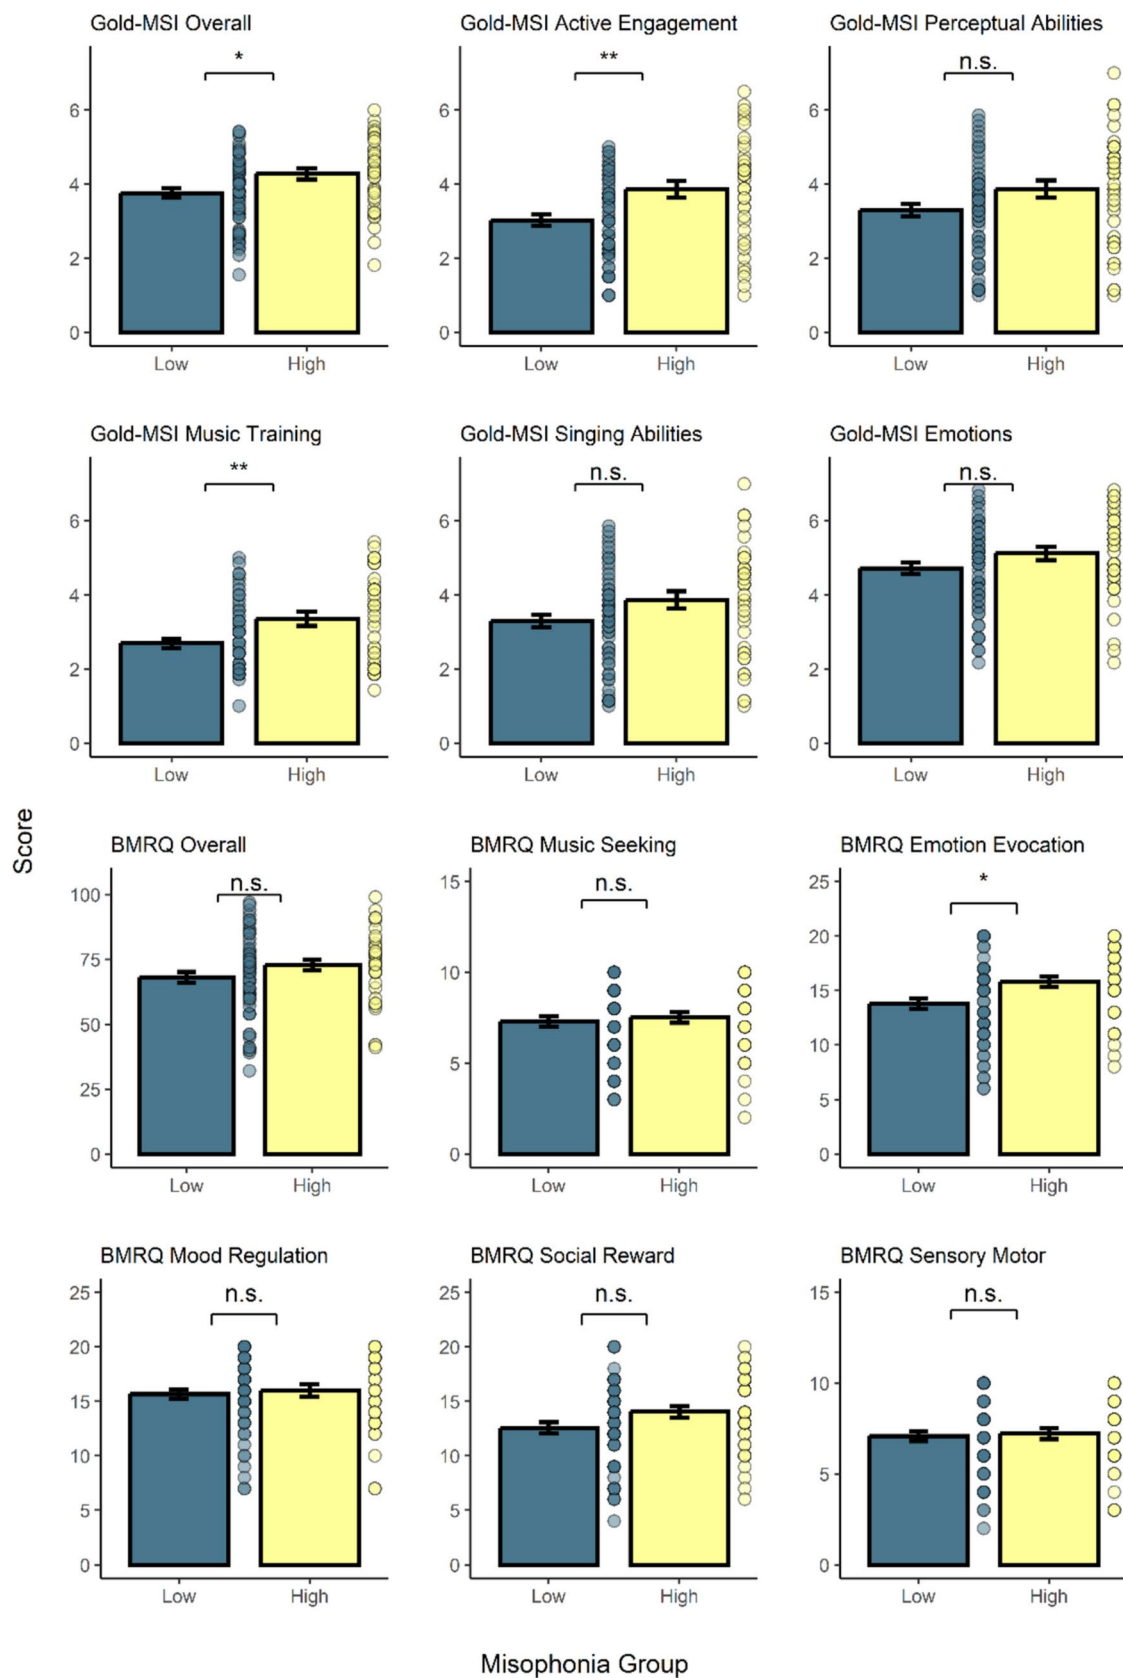 Gold-MSI Overall
*
6
4
2
0
Low High
Gold-MSI Active Engagement
**
6
4
2
0
Low High
Gold-MSI Perceptual Abilities
n.s.
6
4
2
0
Low High
Gold-MSI Music Training
**
6
4
2
0
Low High
Gold-MSI Singing Abilities
n.s.
6
4
2
0
Low High
Gold-MSI Emotions
n.s.
6
4
2
0
Low High
Score
BMRQ Overall
n.s.
100
75
50
25
0
Low High
BMRQ Music Seeking
n.s.
15
10
5
0
Low High
BMRQ Emotion Evocation
*
25
20
15
10
5
0
Low High
BMRQ Mood Regulation
n.s.
25
20
15
10
5
0
Low High
BMRQ Social Reward
n.s.
25
20
15
10
5
0
Low High
BMRQ Sensory Motor
n.s.
15
10
5
0
Low High
Misophonia Group